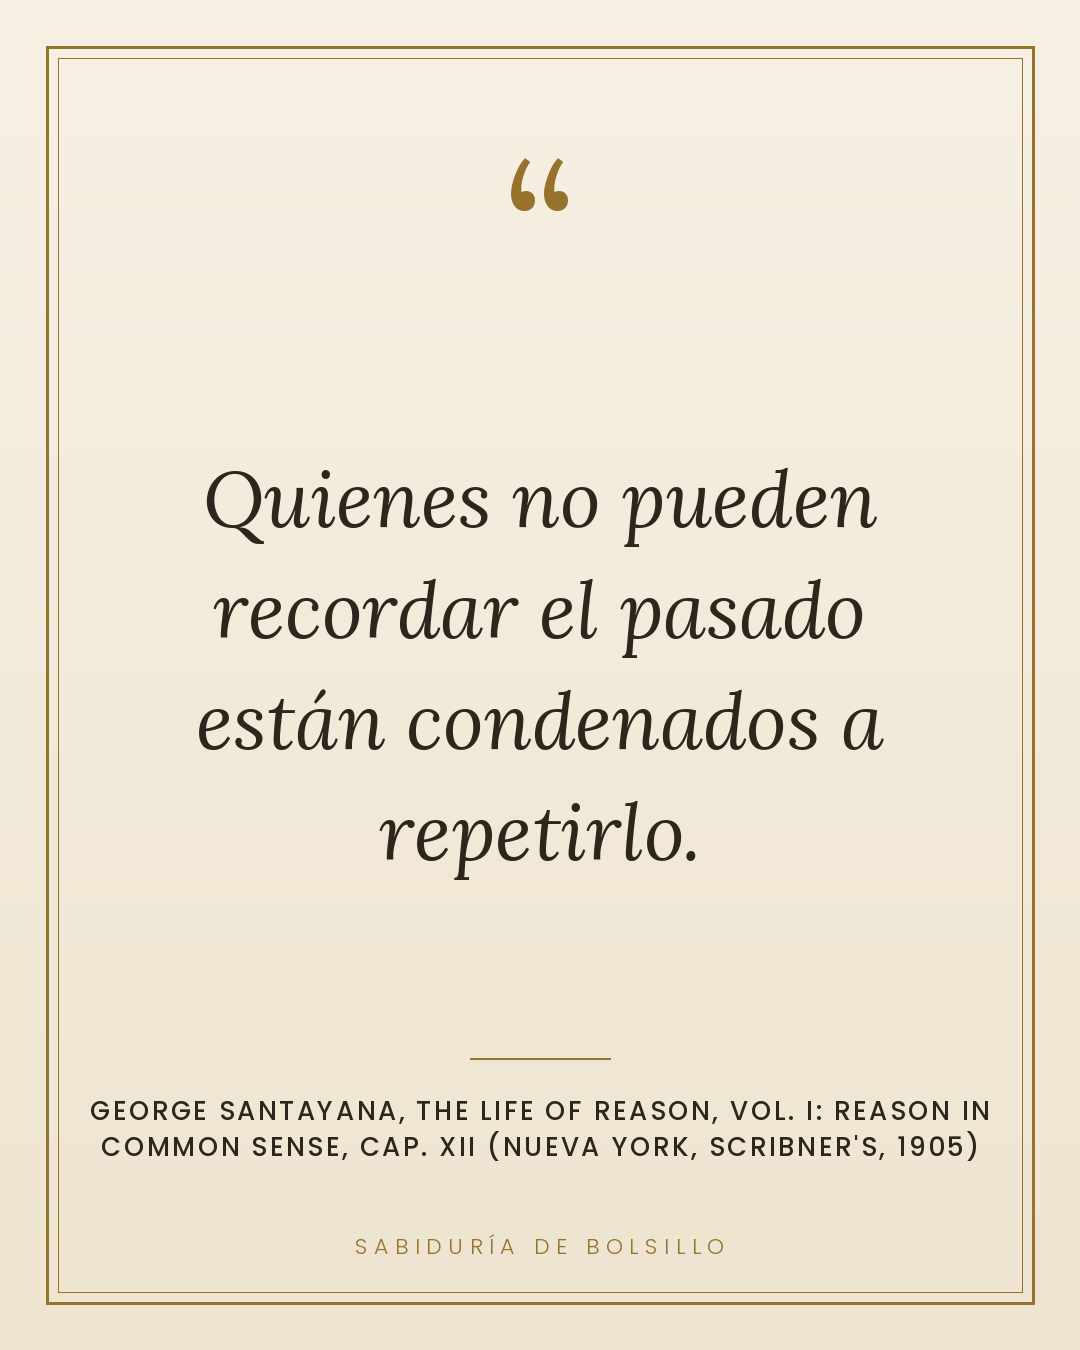 “
Quienes no pueden
recordar el pasado
están condenados a
repetirlo.
GEORGE SANTAYANA, THE LIFE OF REASON, VOL. I: REASON IN
COMMON SENSE, CAP. XII (NUEVA YORK, SCRIBNER'S, 1905)
SABIDURÍA DE BOLSILLO